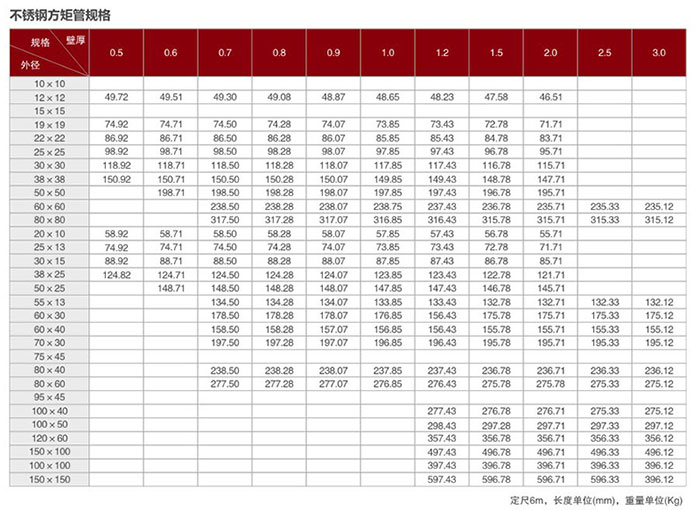 不锈钢方矩管规格
规格 壁厚 外径 0.5 0.6 0.7 0.8 0.9 1.0 1.2 1.5 2.0 2.5 3.0
10×10
12×12 49.72 49.51 49.30 49.08 48.87 48.65 48.23 47.58 46.51
15×15
19×19 74.92 74.71 74.50 74.28 74.07 73.85 73.43 72.78 71.71
22×22 86.92 86.71 86.50 86.28 86.07 85.85 85.43 84.78 83.71
25×25 98.92 98.71 98.50 98.28 98.07 97.85 97.43 96.78 95.71
30×30 118.92 118.71 118.50 118.28 118.07 117.85 117.43 116.78 115.71
38×38 150.92 150.71 150.50 150.28 150.07 149.85 149.43 148.78 147.71
50×50 198.71 198.50 198.28 198.07 197.85 197.43 196.78 195.71
60×60 238.50 238.28 238.07 238.75 237.43 236.78 235.71 235.33 235.12
80×80 317.50 317.28 317.07 316.85 316.43 315.78 315.71 315.33 315.12
20×10 58.92 58.71 58.50 58.28 58.07 57.85 57.43 56.78 55.71
25×13 74.92 74.71 74.50 74.28 74.07 73.85 73.43 72.78 71.71
30×15 88.92 88.71 88.50 88.28 88.07 87.85 87.43 86.78 85.71
38×25 124.82 124.71 124.50 124.28 124.07 123.85 123.43 122.78 121.71
50×25 148.71 148.50 148.28 148.07 147.85 147.43 146.78 145.71
55×13 134.50 134.28 134.07 133.85 133.43 132.78 132.71 132.33 132.12
60×30 178.50 178.28 178.07 176.85 156.43 175.78 175.71 175.33 175.12
60×40 158.50 158.28 157.07 156.85 156.43 155.78 155.71 155.33 155.12
70×30 197.50 197.28 197.07 196.85 196.43 195.78 195.71 195.33 195.12
75×45
80×40 238.50 238.28 238.07 237.85 237.43 236.78 236.71 236.33 236.12
80×60 277.50 277.28 277.07 276.85 276.43 275.78 275.78 275.33 275.12
95×45
100×40 277.43 276.78 276.71 275.33 275.12
100×50 298.43 297.28 297.71 297.33 297.12
120×60 357.43 356.78 356.71 356.33 356.12
150×100 497.43 496.78 496.71 496.33 496.12
100×100 397.43 396.78 396.71 396.33 396.12
150×150 597.43 596.78 596.71 596.33 596.12
定尺6m，长度单位(mm)，重量单位(Kg)